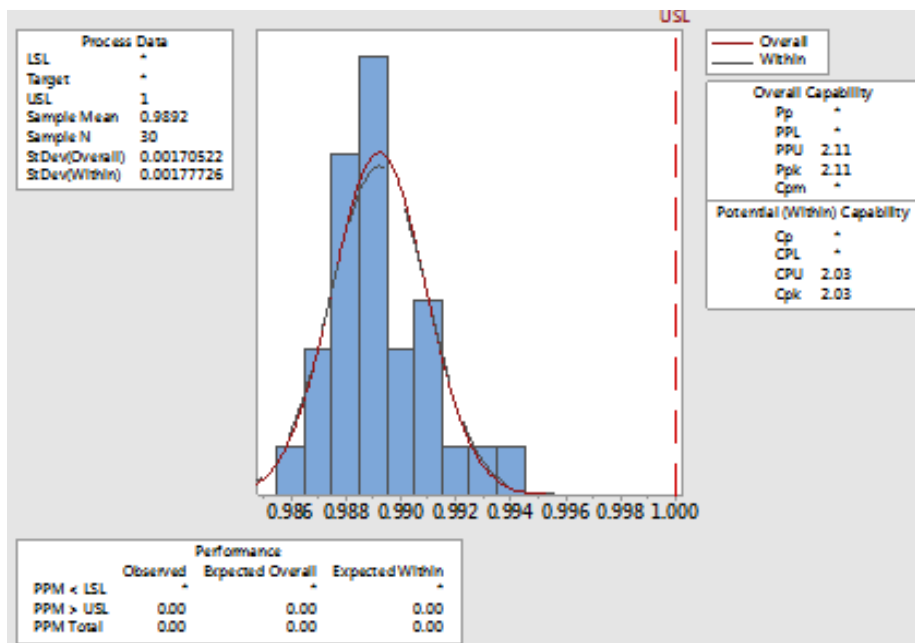 USL
Process Data
LSL *
Target *
USL 1
Sample Mean 0.9892
Sample N 30
StDev(Overall) 0.00170522
StDev(Within) 0.00177726
Overall
Within
Overall Capability
Pp *
PPL *
PPU 2.11
Ppk 2.11
Cpm *
Potential (Within) Capability
Cp *
CPL *
CPU 2.03
Cpk 2.03
0.986 0.988 0.990 0.992 0.994 0.996 0.998 1.000
Performance
Observed Expected Overall Expected Within
PPM < LSL * * *
PPM > USL 0.00 0.00 0.00
PPM Total 0.00 0.00 0.00